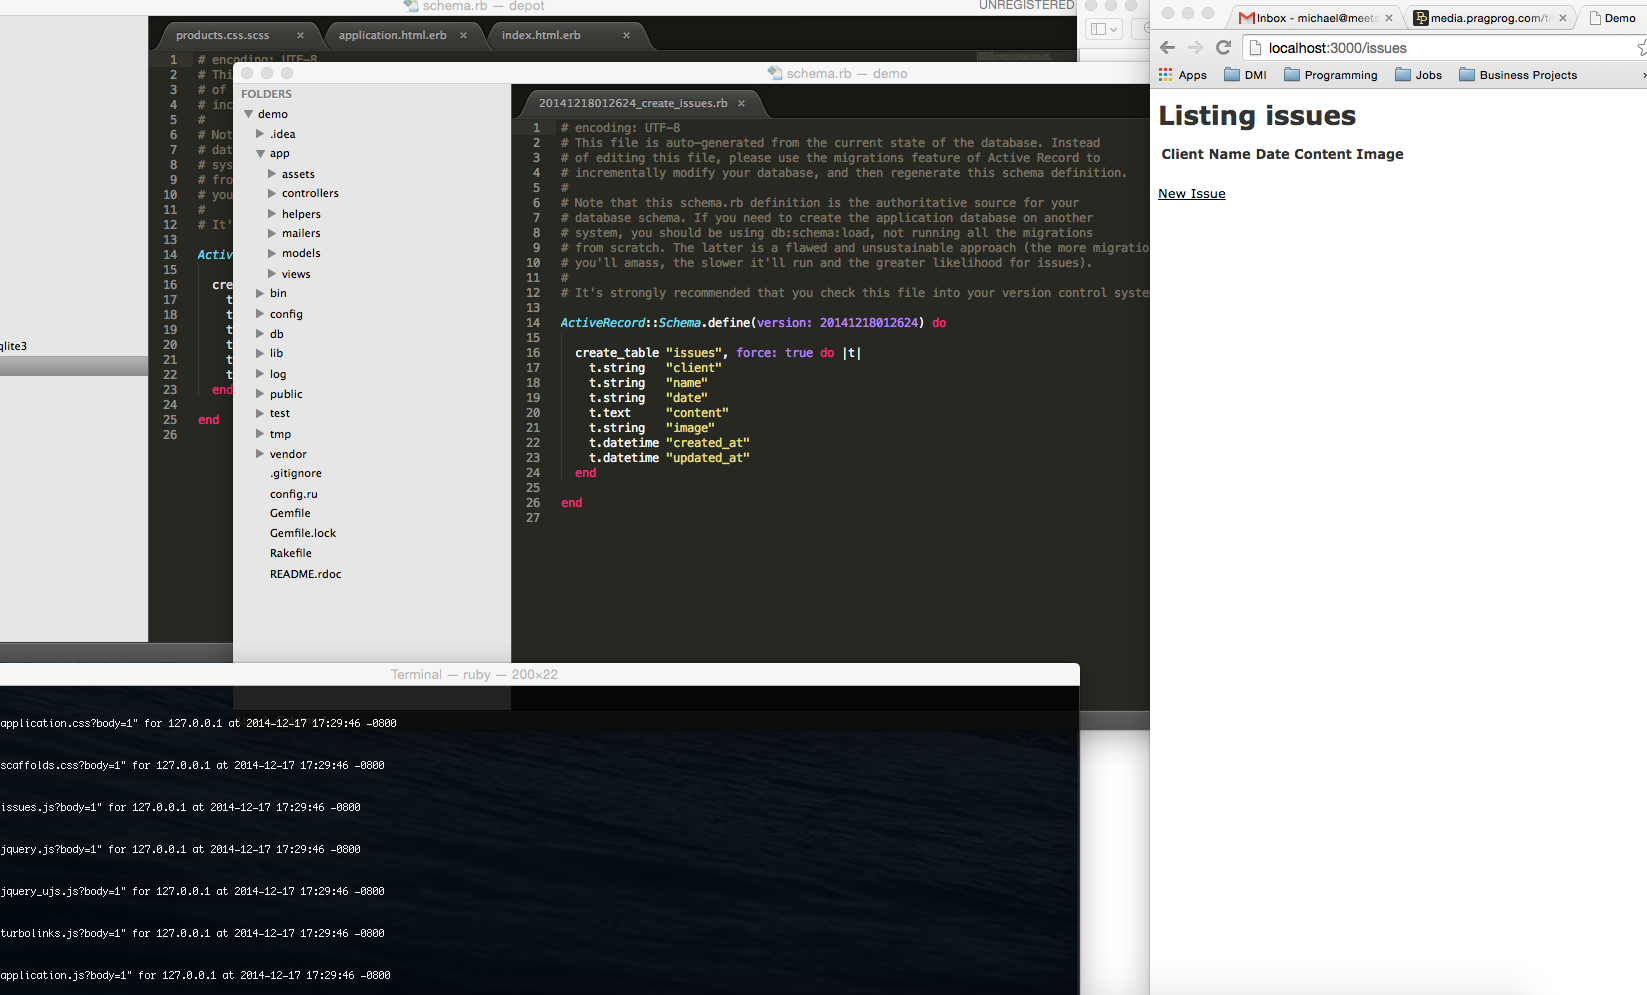 schema.rb — depot
UNREGISTERED
products.css.scss
application.html.erb
index.html.erb
1 # encoding: UTF-8
2 # Thi
3 # of
4 # inc
5 #
6 # Not
7 # dat
8 # sys
9 # fro
10 # you
11 #
12 # It'
13
14 Activ
15
16 cre
17 t
18 t
19 t
20 t
21 t
22 t
23 end
24
25 end
26
qlite3
schema.rb — demo
FOLDERS
demo
.idea
app
assets
controllers
helpers
mailers
models
views
bin
config
db
lib
log
public
test
tmp
vendor
.gitignore
config.ru
Gemfile
Gemfile.lock
Rakefile
README.rdoc
20141218012624_create_issues.rb
1 # encoding: UTF-8
2 # This file is auto-generated from the current state of the database. Instead
3 # of editing this file, please use the migrations feature of Active Record to
4 # incrementally modify your database, and then regenerate this schema definition.
5 #
6 # Note that this schema.rb definition is the authoritative source for your
7 # database schema. If you need to create the application database on another
8 # system, you should be using db:schema:load, not running all the migrations
9 # from scratch. The latter is a flawed and unsustainable approach (the more migratio
10 # you'll amass, the slower it'll run and the greater likelihood for issues).
11 #
12 # It's strongly recommended that you check this file into your version control syste
13
14 ActiveRecord::Schema.define(version: 20141218012624) do
15
16 create_table "issues", force: true do |t|
17 t.string "client"
18 t.string "name"
19 t.string "date"
20 t.text "content"
21 t.string "image"
22 t.datetime "created_at"
23 t.datetime "updated_at"
24 end
25
26 end
27
Terminal — ruby — 200×22
application.css?body=1" for 127.0.0.1 at 2014-12-17 17:29:46 -0800
scaffolds.css?body=1" for 127.0.0.1 at 2014-12-17 17:29:46 -0800
issues.js?body=1" for 127.0.0.1 at 2014-12-17 17:29:46 -0800
jquery.js?body=1" for 127.0.0.1 at 2014-12-17 17:29:46 -0800
jquery_ujs.js?body=1" for 127.0.0.1 at 2014-12-17 17:29:46 -0800
turbolinks.js?body=1" for 127.0.0.1 at 2014-12-17 17:29:46 -0800
application.js?body=1" for 127.0.0.1 at 2014-12-17 17:29:46 -0800
Inbox - michael@meets
media.pragprog.com/ti
Demo
localhost:3000/issues
Apps DMI Programming Jobs Business Projects
Listing issues
Client Name Date Content Image
New Issue